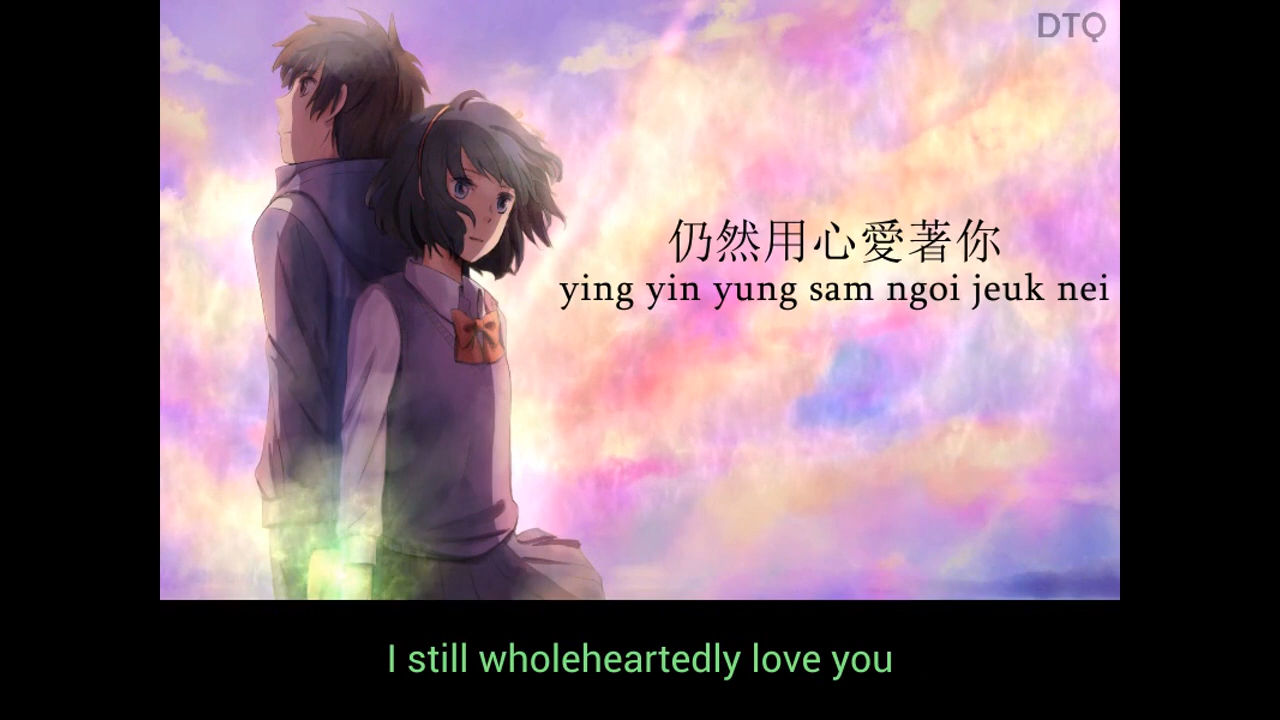 DTQ
仍然用心愛著你
ying yin yung sam ngoi jeuk nei
I still wholeheartedly love you